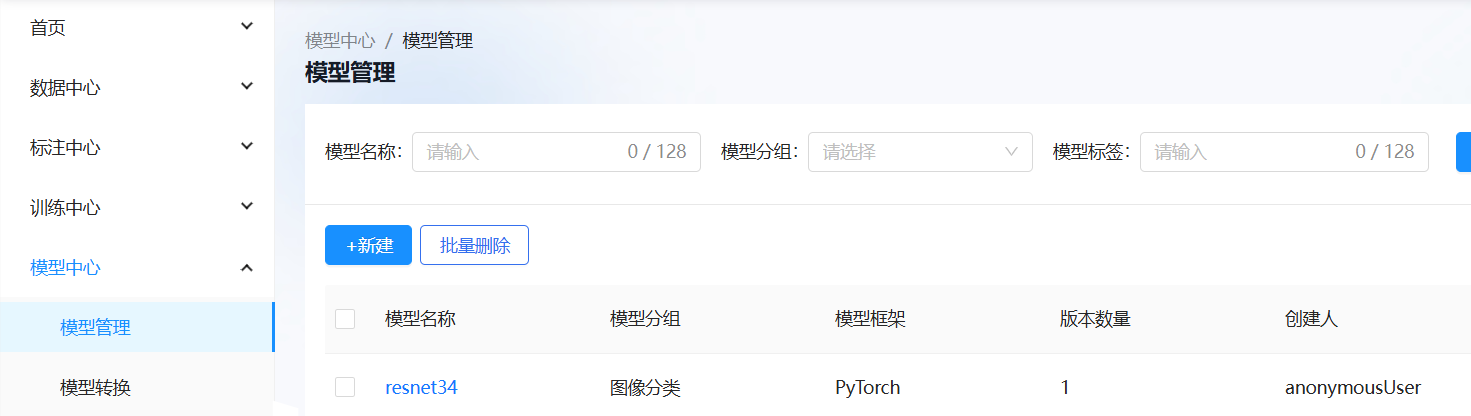 首页
数据中心
标注中心
训练中心
模型中心
模型管理
模型转换
模型中心 / 模型管理
模型管理
模型名称: 请输入 0 / 128 模型分组: 请选择 模型标签: 请输入 0 / 128
+新建 批量删除
模型名称 模型分组 模型框架 版本数量 创建人
resnet34 图像分类 PyTorch 1 anonymousUser